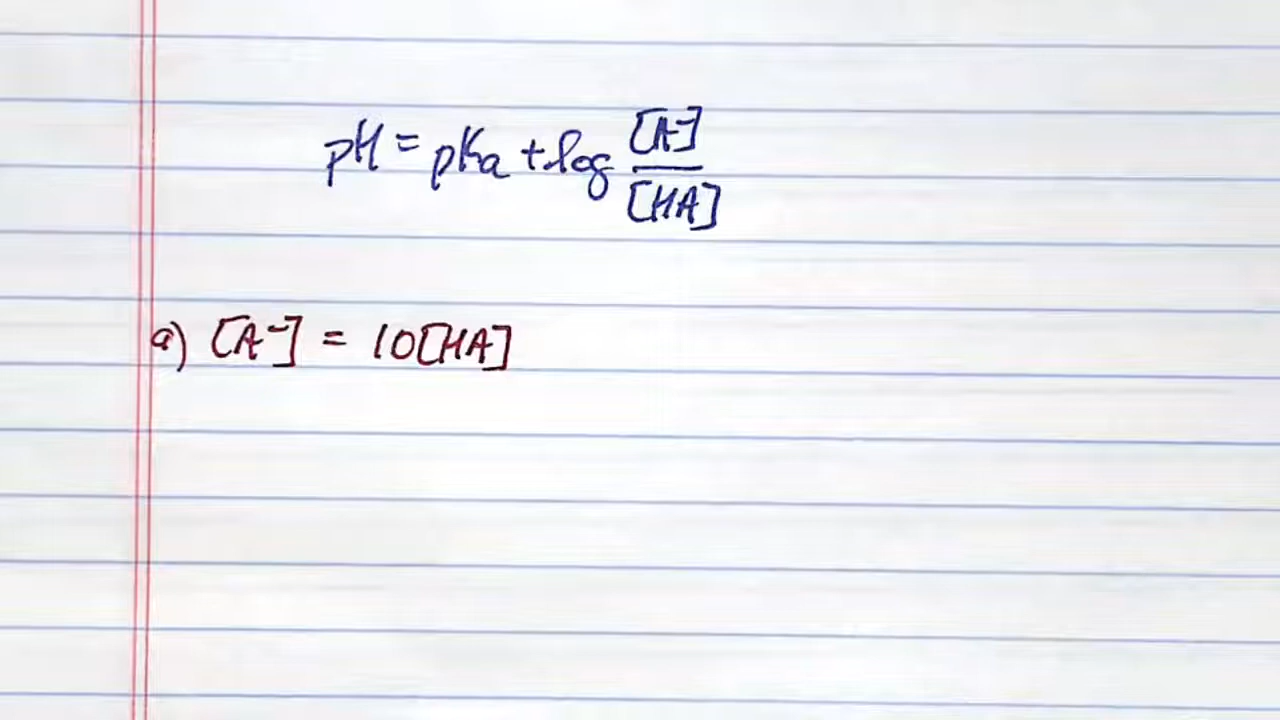 pH = pKa + log [A-]/[HA]
a) [A-] = 10[HA]